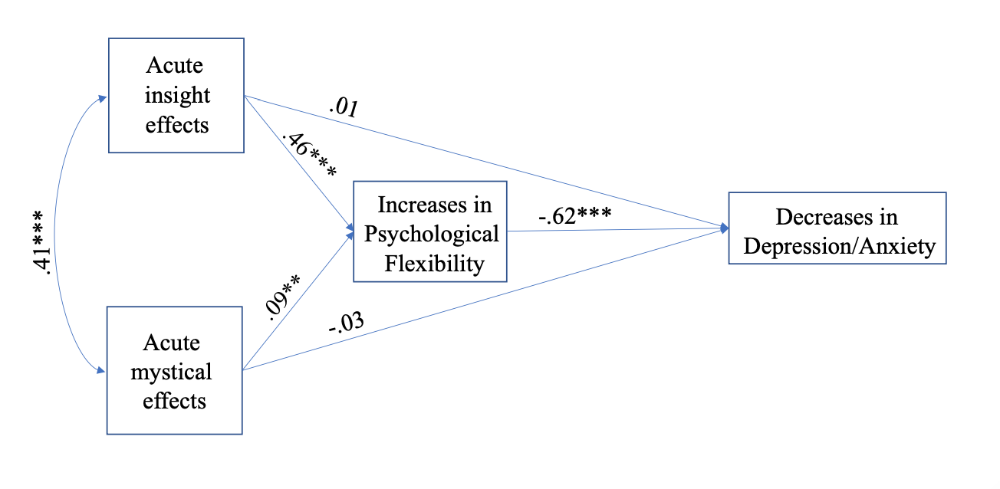 Acute
insight
effects
.01
.46***
.41***
Increases in
Psychological
Flexibility
-.62***
Decreases in
Depression/Anxiety
.09**
-.03
Acute
mystical
effects